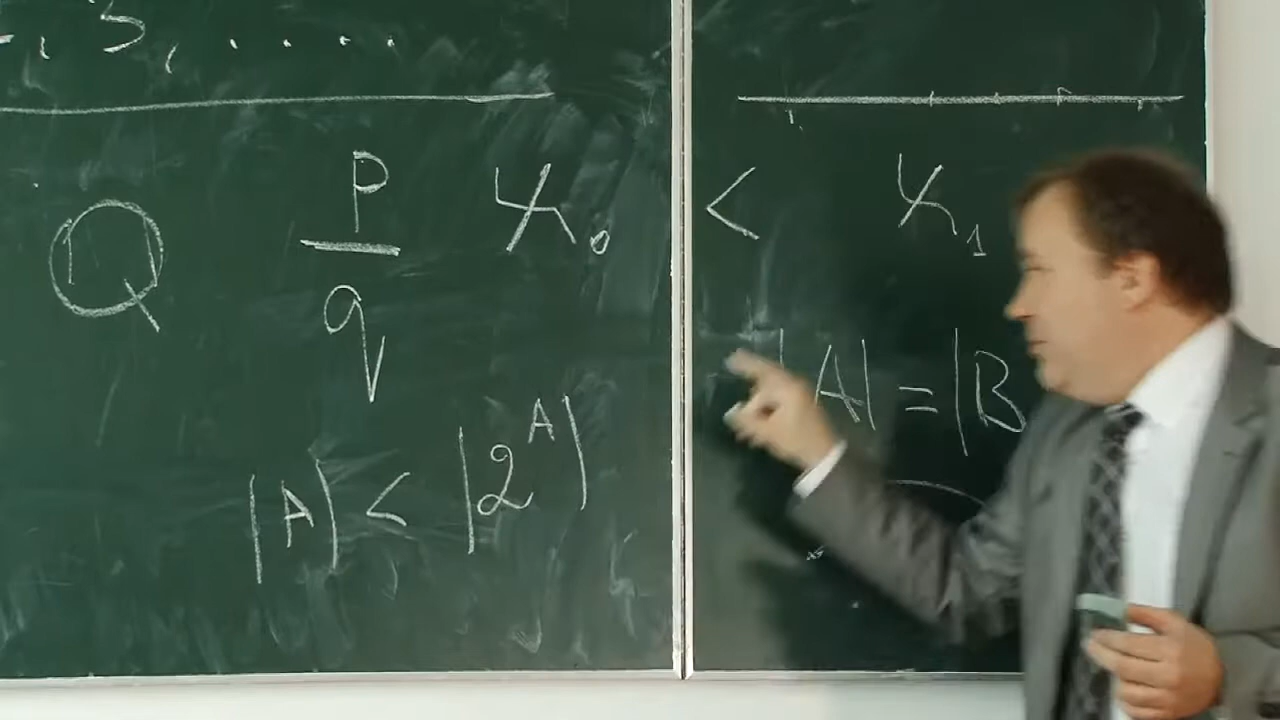 , 3, ....
Q p/q ℵ₀ < ℵ₁
|A| = |B
|A| < |2^A|